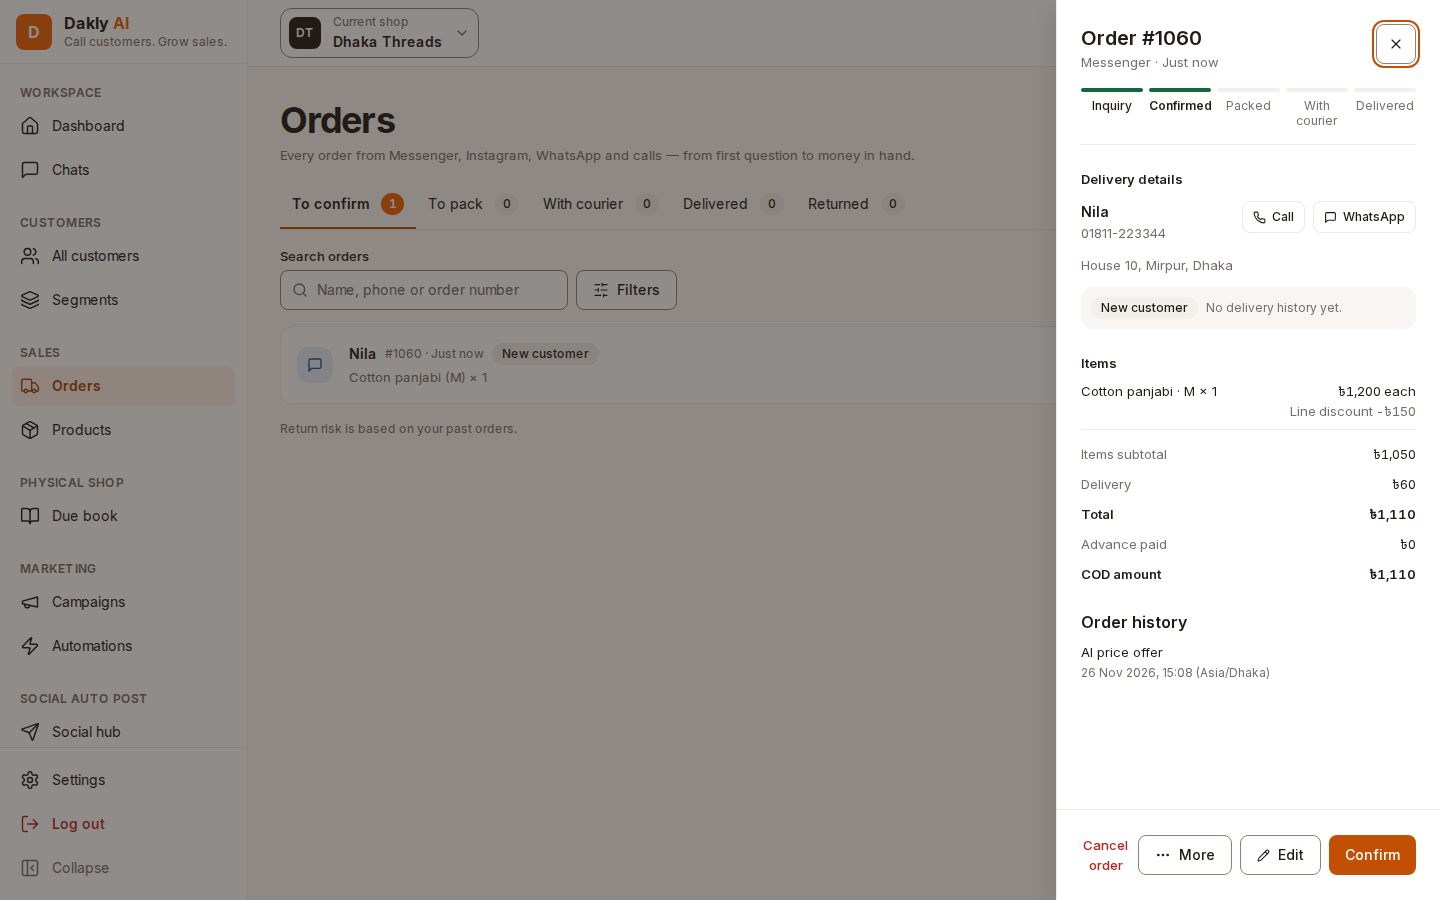 D
Dakly AI
Call customers. Grow sales.
WORKSPACE
Dashboard
Chats
CUSTOMERS
All customers
Segments
SALES
Orders
Products
PHYSICAL SHOP
Due book
MARKETING
Campaigns
Automations
SOCIAL AUTO POST
Social hub
Settings
Log out
Collapse
DT
Current shop
Dhaka Threads
Orders
Every order from Messenger, Instagram, WhatsApp and calls — from first question to money in hand.
To confirm 1 To pack 0 With courier 0 Delivered 0 Returned 0
Search orders
Name, phone or order number
Filters
Nila #1060 · Just now New customer
Cotton panjabi (M) × 1
Return risk is based on your past orders.
Order #1060
Messenger · Just now
Inquiry Confirmed Packed With courier Delivered
Delivery details
Nila
01811-223344
Call WhatsApp
House 10, Mirpur, Dhaka
New customer No delivery history yet.
Items
Cotton panjabi · M × 1 ৳1,200 each
Line discount -৳150
Items subtotal ৳1,050
Delivery ৳60
Total ৳1,110
Advance paid ৳0
COD amount ৳1,110
Order history
AI price offer
26 Nov 2026, 15:08 (Asia/Dhaka)
Cancel order
More
Edit
Confirm